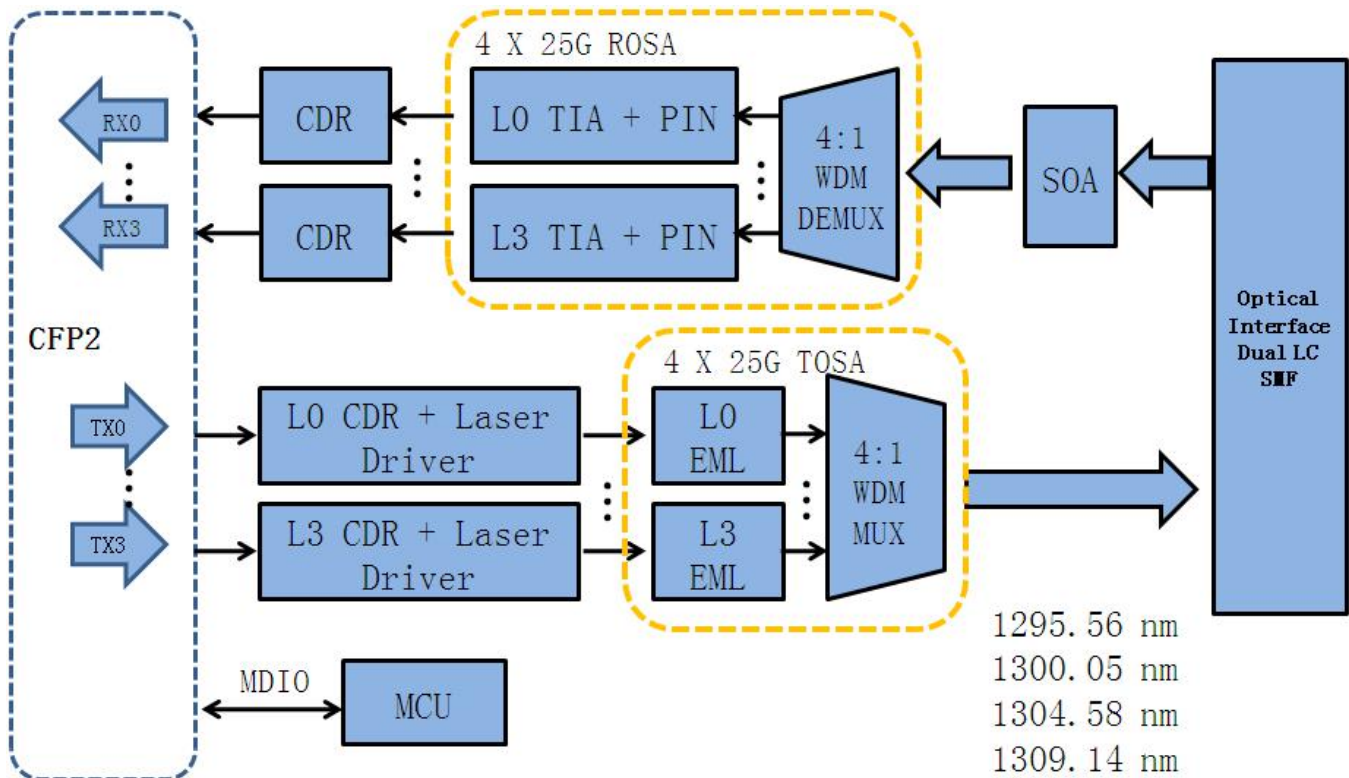 4 X 25G ROSA
RX0
CDR
L0 TIA + PIN
4:1
WDM
DEMUX
SOA
RX3
CDR
L3 TIA + PIN
Optical
Interface
Dual LC
SMF
CFP2
4 X 25G TOSA
TX0
L0 CDR + Laser
Driver
L0
EML
4:1
WDM
MUX
TX3
L3 CDR + Laser
Driver
L3
EML
1295.56 nm
1300.05 nm
1304.58 nm
1309.14 nm
MDIO
MCU